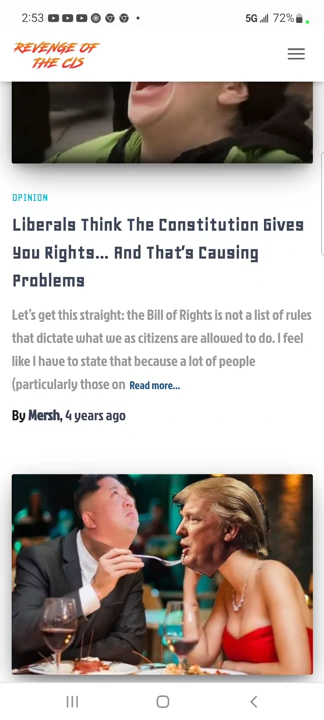 2:53
5G 72%
REVENGE OF
THE CIS
OPINION
Liberals Think The Constitution Gives
You Rights... And That's Causing
Problems
Let's get this straight: the Bill of Rights is not a list of rules
that dictate what we as citizens are allowed to do. I feel
like I have to state that because a lot of people
(particularly those on Read more...
By Mersh, 4 years ago